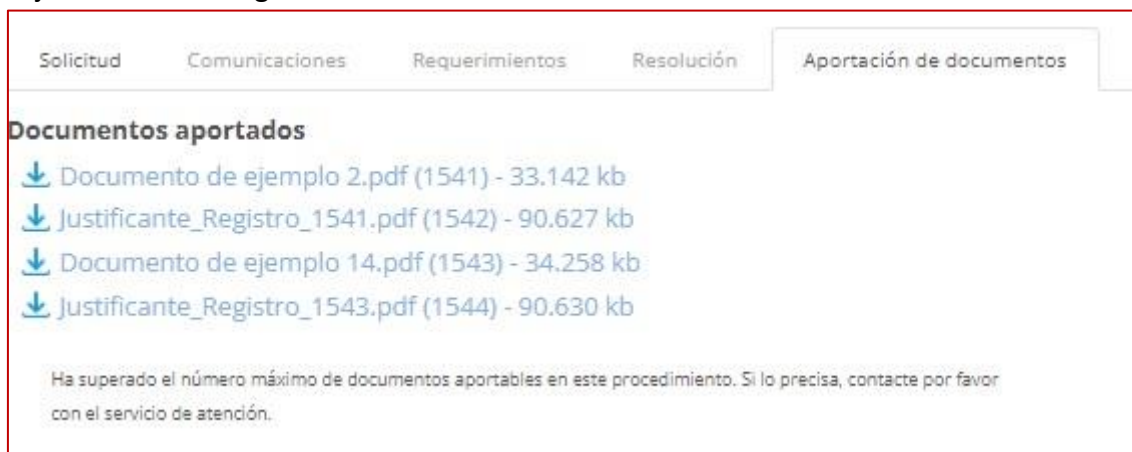 Solicitud Comunicaciones Requerimientos Resolución Aportación de documentos
Documentos aportados
Documento de ejemplo 2.pdf (1541) - 33.142 kb
Justificante_Registro_1541.pdf (1542) - 90.627 kb
Documento de ejemplo 14.pdf (1543) - 34.258 kb
Justificante_Registro_1543.pdf (1544) - 90.630 kb
Ha superado el número máximo de documentos aportables en este procedimiento. Si lo precisa, contacte por favor
con el servicio de atención.